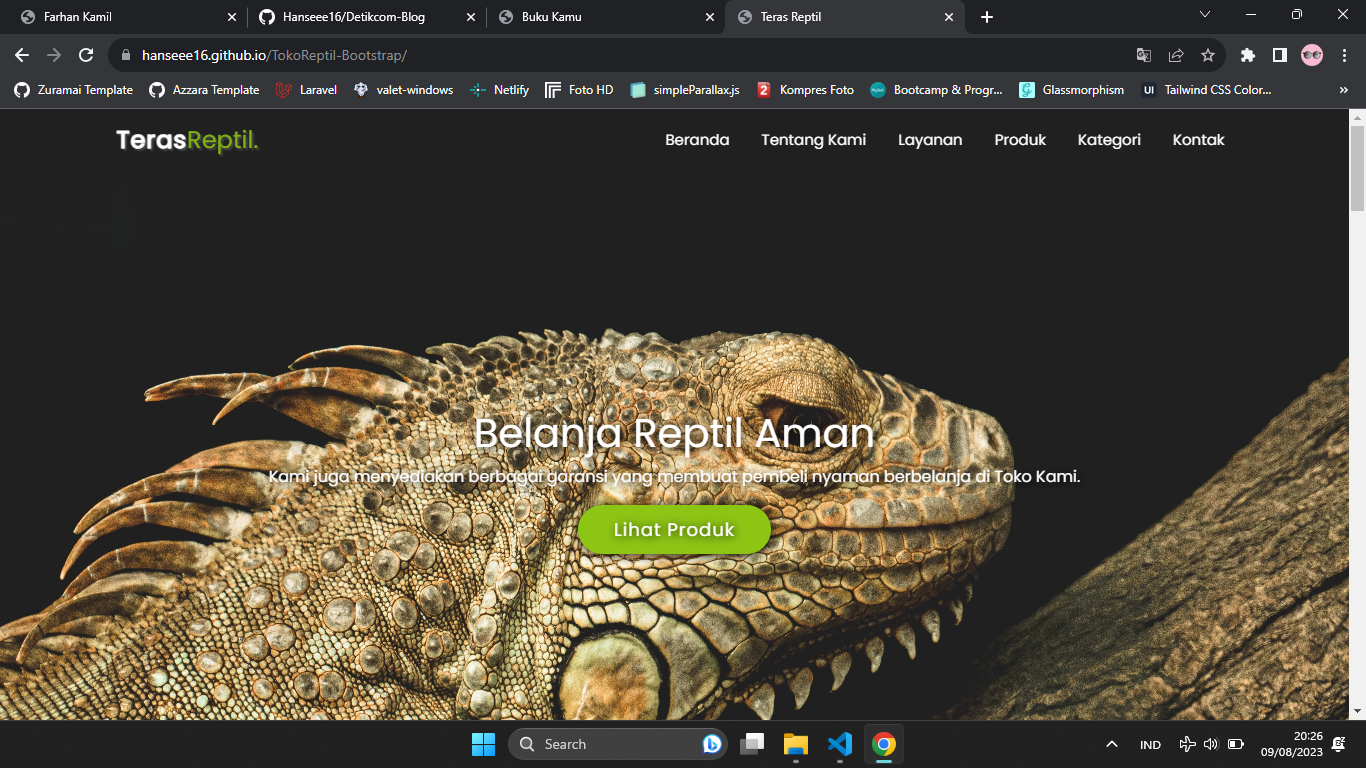 Farhan Kamil
Hanseee16/Detikcom-Blog
Buku Kamu
Teras Reptil
hanseee16.github.io/TokoReptil-Bootstrap/
Zuramai Template
Azzara Template
Laravel
valet-windows
Netlify
Foto HD
simpleParallax.js
Kompres Foto
Bootcamp & Progr...
Glassmorphism
UI
Tailwind CSS Color...
TerasReptil.
Beranda
Tentang Kami
Layanan
Produk
Kategori
Kontak
Belanja Reptil Aman
Kami juga menyediakan berbagai garansi yang membuat pembeli nyaman berbelanja di Toko Kami.
Lihat Produk
Search
IND
20:26
09/08/2023